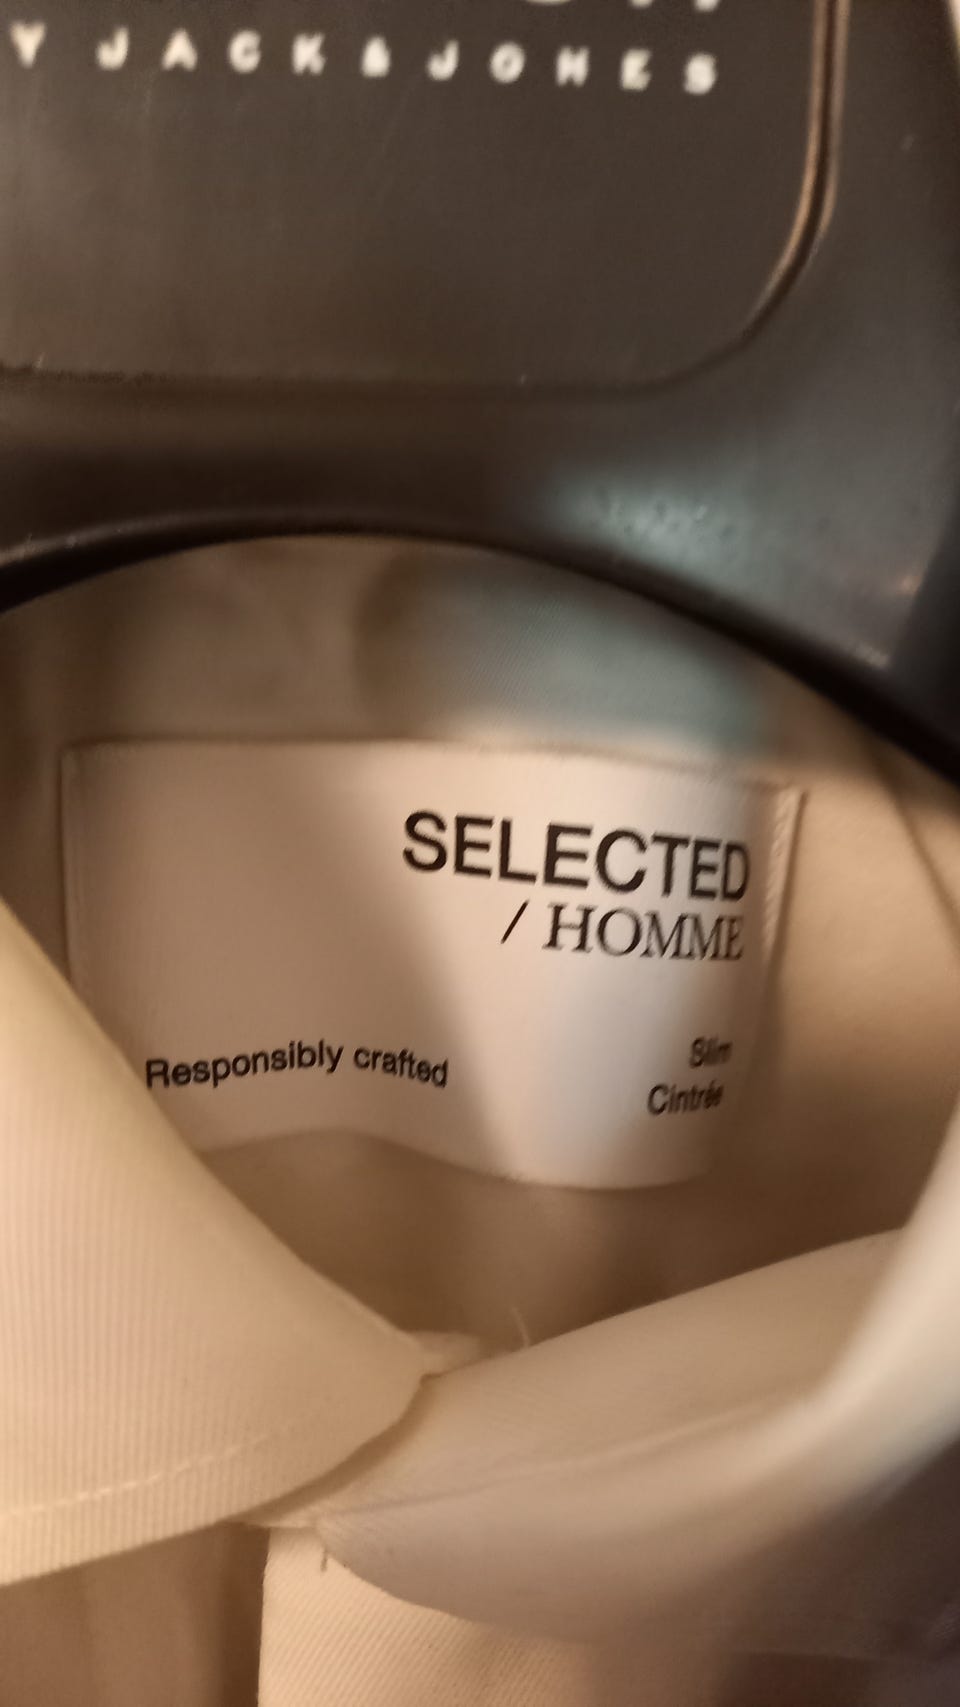 Y JACK & JONES
SELECTED
/ HOMME
Responsibly crafted
Slim
Cintrée